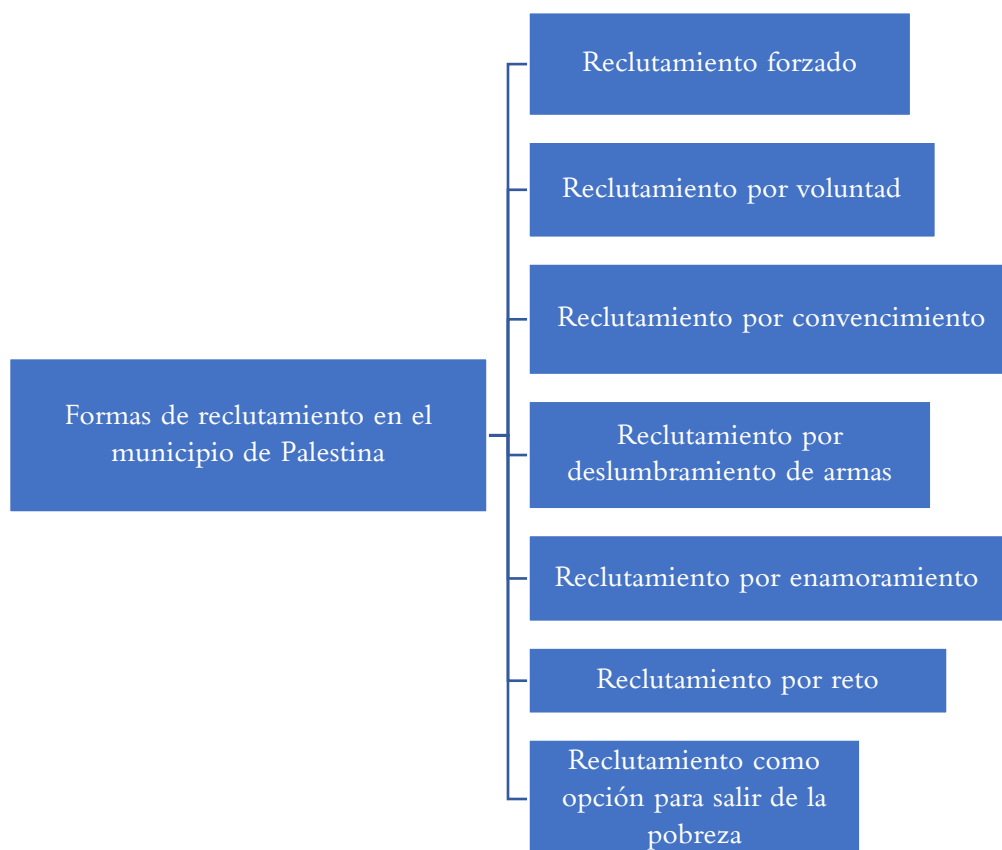 Formas de reclutamiento en el
municipio de Palestina
Reclutamiento forzado
Reclutamiento por voluntad
Reclutamiento por convencimiento
Reclutamiento por
deslumbramiento de armas
Reclutamiento por enamoramiento
Reclutamiento por reto
Reclutamiento como
opción para salir de la
pobreza